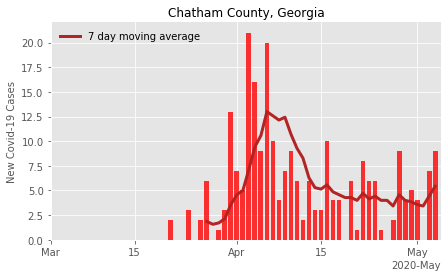 Chatham County, Georgia
7 day moving average
New Covid-19 Cases
20.0
17.5
15.0
12.5
10.0
7.5
5.0
2.5
0.0
Mar 15 Apr 15 May
2020-May